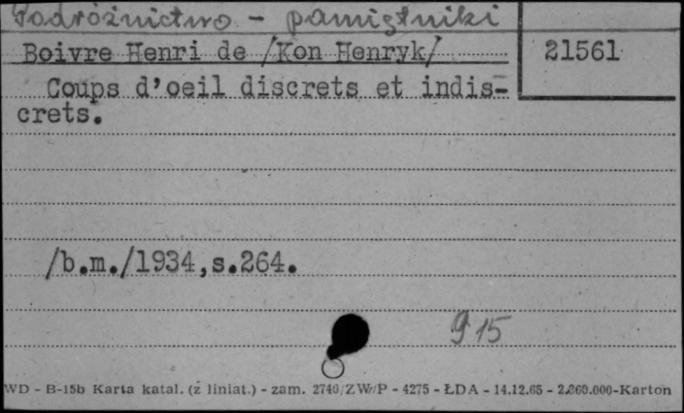 Podróżnictwo - pamiętniki
Boivre Henri de /Kon Henryk/
21561
Coups d'oeil discrets et indis-
crets.
/b.m./1934,s.264.
915
WD - B-15b Karta katal. (z liniat.) - zam. 2740/ZW/P - 4275 - ŁDA - 14.12.65 - 2.860.000-Karton